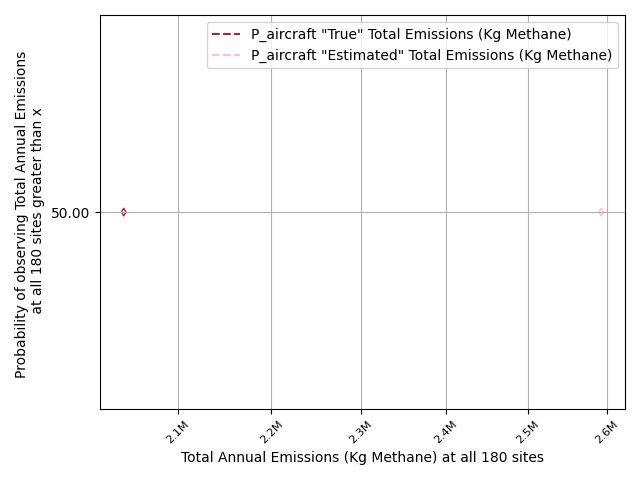 P_aircraft "True" Total Emissions (Kg Methane)
P_aircraft "Estimated" Total Emissions (Kg Methane)
Probability of observing Total Annual Emissions
at all 180 sites greater than x
50.00
2.1M
2.2M
2.3M
2.4M
2.5M
2.6M
Total Annual Emissions (Kg Methane) at all 180 sites